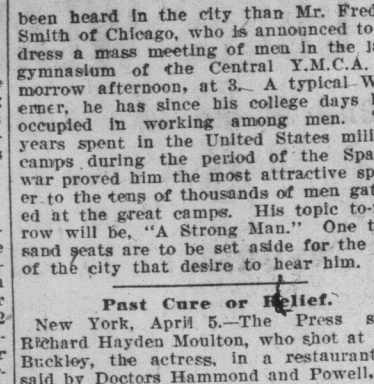 been heard in the city than Mr. Fred
Smith of Chicago, who is announced to
dress a mass meeting of men in the
gymnasium of the Central Y.M.C.A.
morrow afternoon, at 3. A typical W
erner, he has since his college days
occupied in working among men.
years spent in the United States mili
camps during the period of the Spa
war proved him the most attractive sp
er to the tens of thousands of men gat
ed at the great camps. His topic to-
row will be, "A Strong Man." One t
sand seats are to be set aside for the
of the city that desire to hear him.
Past Cure or Relief.
New York, April 5.—The Press s
Richard Hayden Moulton, who shot at
Buckley, the actress, in a restaurant
said by Doctors Hammond and Powell,